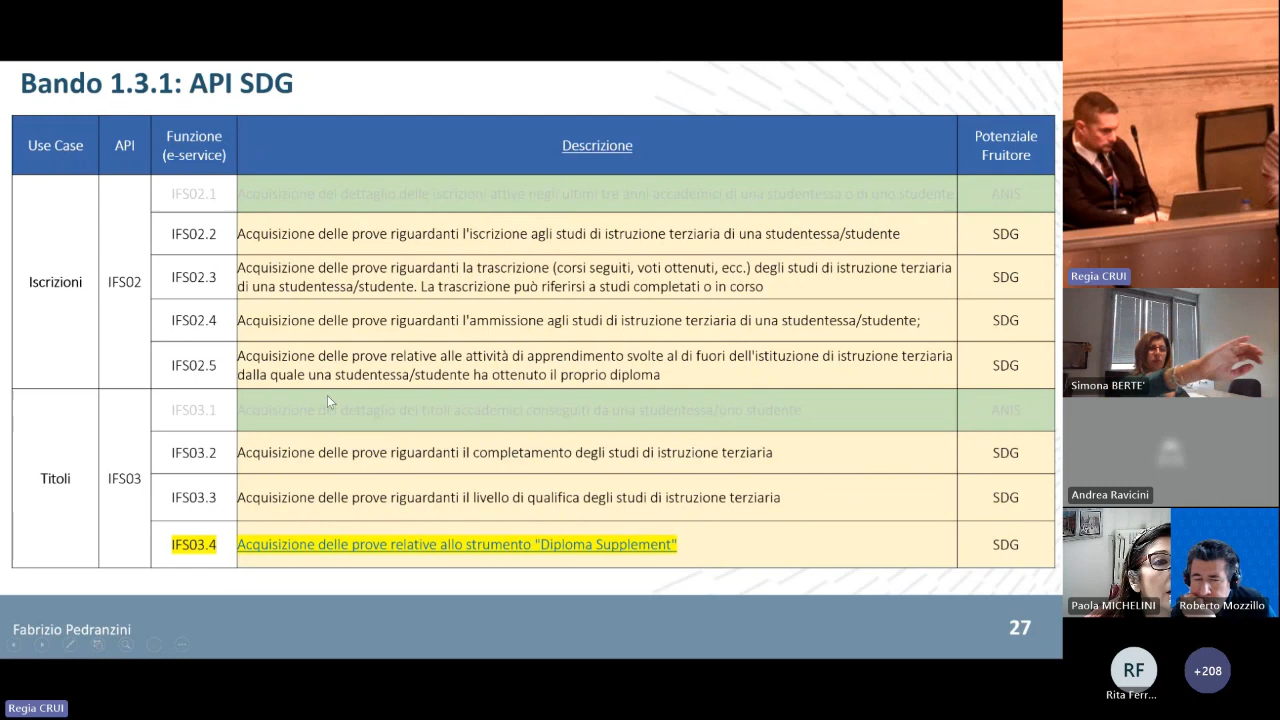 Bando 1.3.1: API SDG
Use Case
API
Funzione
(e-service)
Descrizione
Potenziale
Fruitore
Iscrizioni
IFS02
IFS02.1
Acquisizione dei dettaglio delle iscrizioni attive negli ultimi tre anni accademici di una studentessa o di uno studente
ANIS
IFS02.2
Acquisizione delle prove riguardanti l'iscrizione agli studi di istruzione terziaria di una studentessa/studente
SDG
IFS02.3
Acquisizione delle prove riguardanti la trascrizione (corsi seguiti, voti ottenuti, ecc.) degli studi di istruzione terziaria
di una studentessa/studente. La trascrizione può riferirsi a studi completati o in corso
SDG
IFS02.4
Acquisizione delle prove riguardanti l'ammissione agli studi di istruzione terziaria di una studentessa/studente;
SDG
IFS02.5
Acquisizione delle prove relative alle attività di apprendimento svolte al di fuori dell'istituzione di istruzione terziaria
dalla quale una studentessa/studente ha ottenuto il proprio diploma
SDG
Titoli
IFS03
IFS03.1
Acquisizione del dettaglio dei titoli accademici conseguiti da una studentessa/uno studente
ANIS
IFS03.2
Acquisizione delle prove riguardanti il completamento degli studi di istruzione terziaria
SDG
IFS03.3
Acquisizione delle prove riguardanti il livello di qualifica degli studi di istruzione terziaria
SDG
IFS03.4
Acquisizione delle prove relative allo strumento "Diploma Supplement"
SDG
Fabrizio Pedranzini
27
Regia CRUI
Regia CRUI
Simona BERTE'
Andrea Ravicini
Paola MICHELINI
Roberto Mozzillo
RF
Rita Ferr...
+208